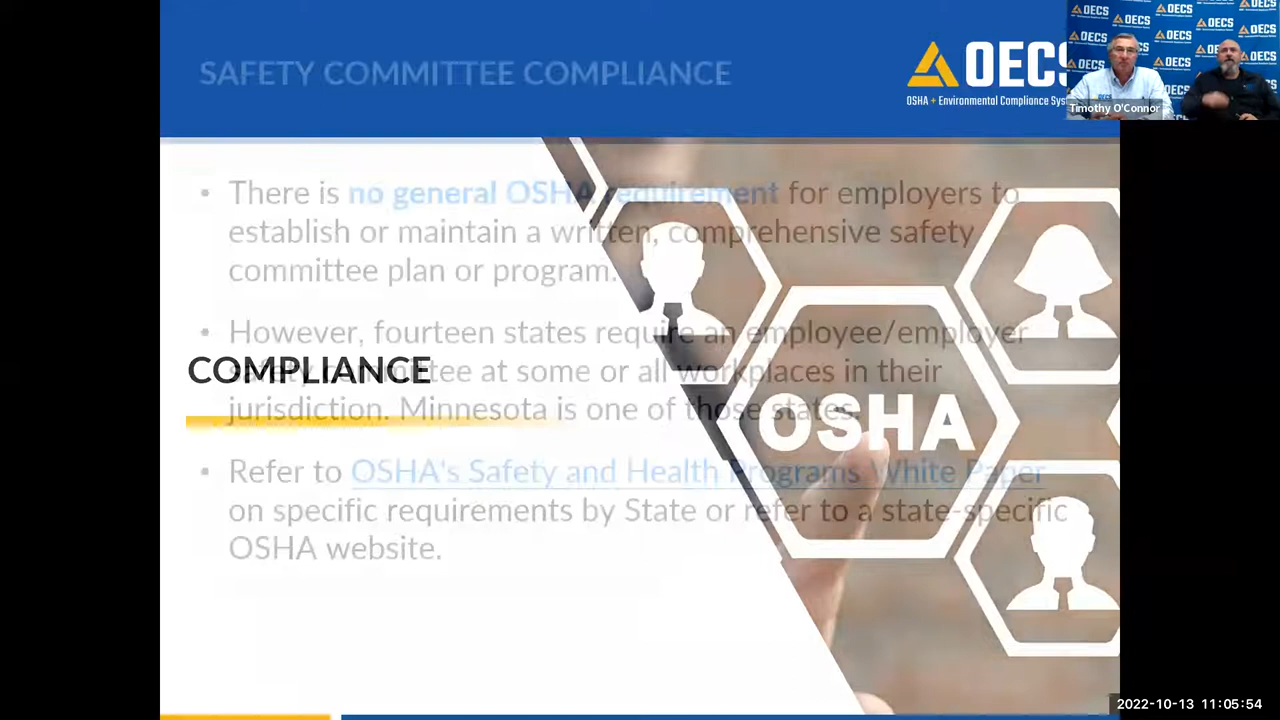 SAFETY COMMITTEE COMPLIANCE
OECS
OSHA + Environmental Compliance Sys
Timothy O'Connor
• There is no general OSHA requirement for employers to
establish or maintain a written, comprehensive safety
committee plan or program.
• However, fourteen states require an employee/employer
safety committee at some or all workplaces in their
jurisdiction. Minnesota is one of those states.
COMPLIANCE
OSHA
• Refer to OSHA's Safety and Health Programs White Paper
on specific requirements by State or refer to a state-specific
OSHA website.
2022-10-13 11:05:54